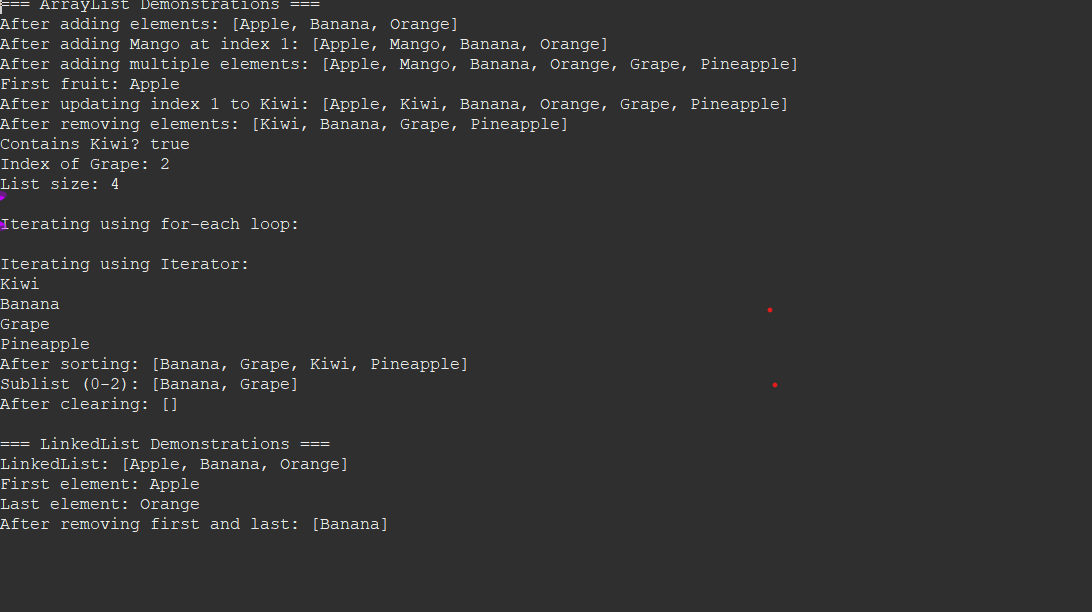 === ArrayList Demonstrations ===
After adding elements: [Apple, Banana, Orange]
After adding Mango at index 1: [Apple, Mango, Banana, Orange]
After adding multiple elements: [Apple, Mango, Banana, Orange, Grape, Pineapple]
First fruit: Apple
After updating index 1 to Kiwi: [Apple, Kiwi, Banana, Orange, Grape, Pineapple]
After removing elements: [Kiwi, Banana, Grape, Pineapple]
Contains Kiwi? true
Index of Grape: 2
List size: 4
Iterating using for-each loop:
Iterating using Iterator:
Kiwi
Banana
Grape
Pineapple
After sorting: [Banana, Grape, Kiwi, Pineapple]
Sublist (0-2): [Banana, Grape]
After clearing: []
=== LinkedList Demonstrations ===
LinkedList: [Apple, Banana, Orange]
First element: Apple
Last element: Orange
After removing first and last: [Banana]